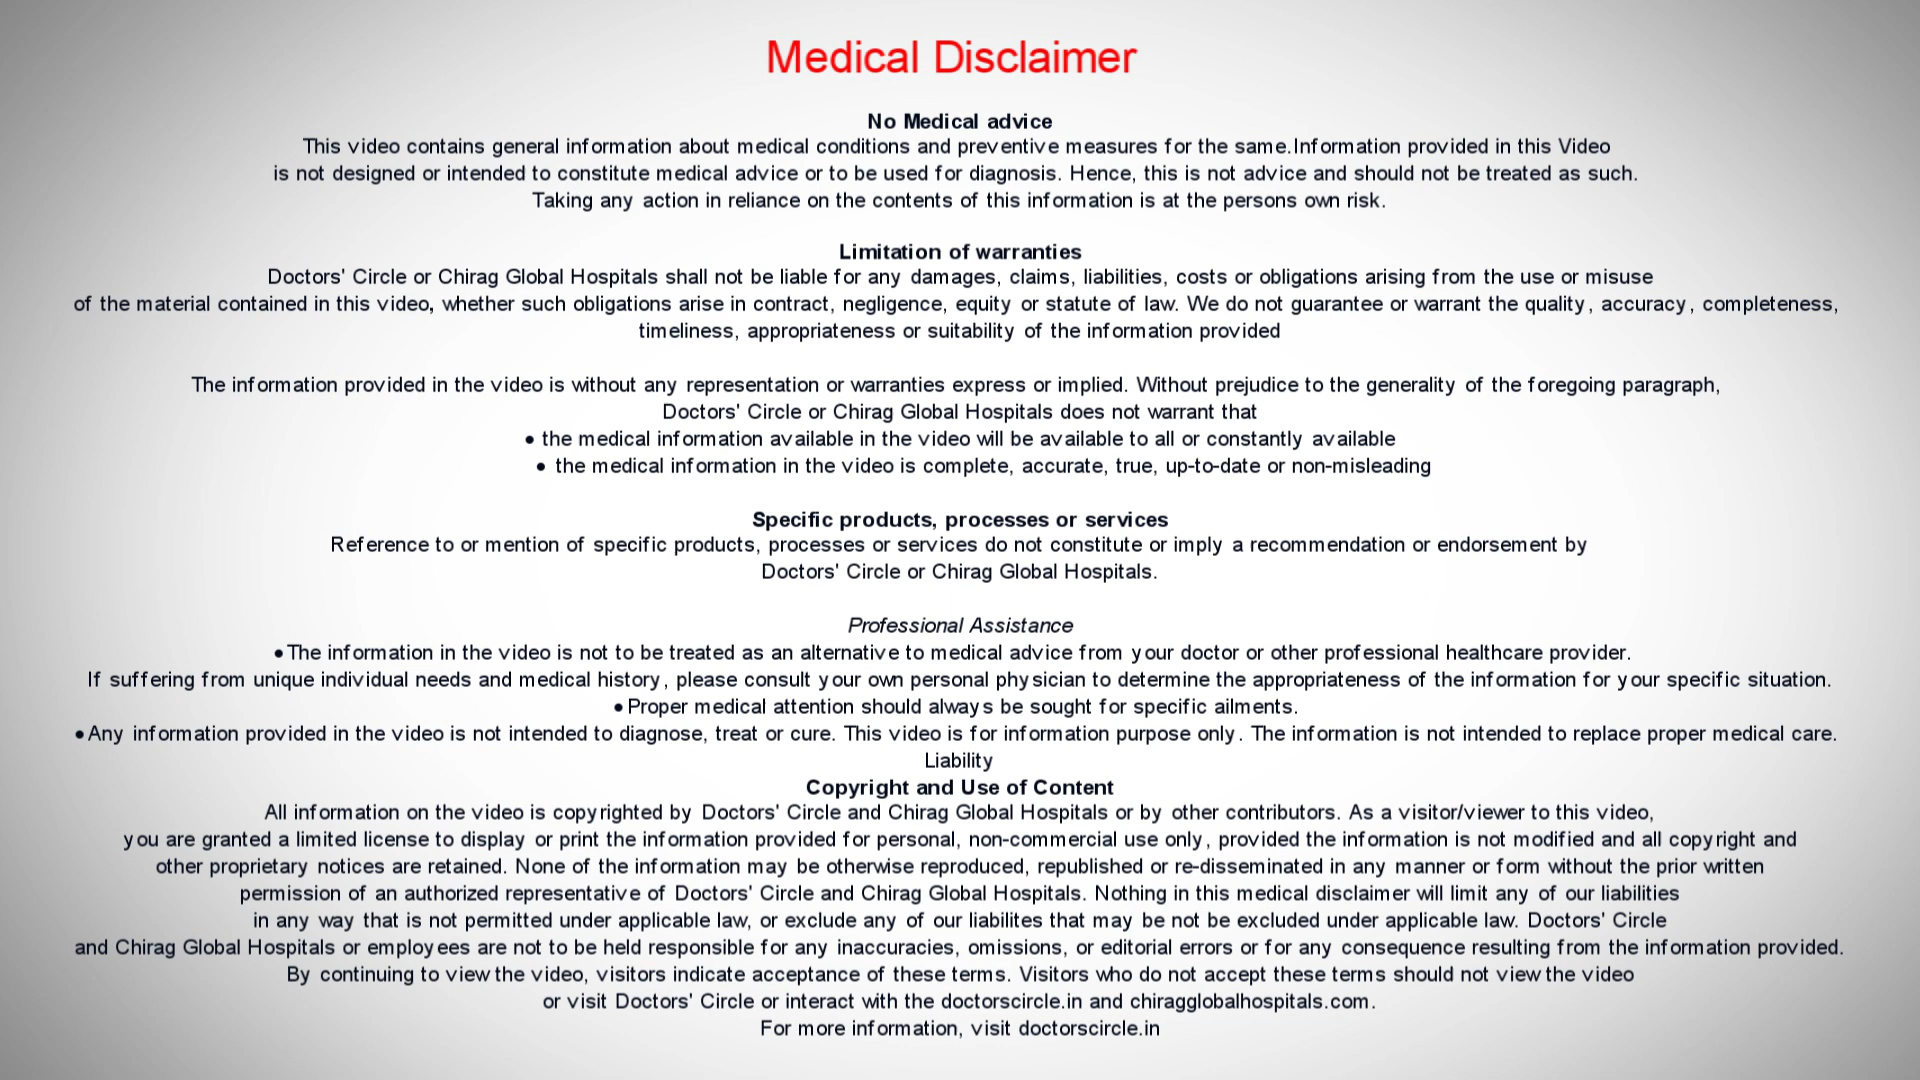 Medical Disclaimer
No Medical advice
This video contains general information about medical conditions and preventive measures for the same.Information provided in this Video
is not designed or intended to constitute medical advice or to be used for diagnosis. Hence, this is not advice and should not be treated as such.
Taking any action in reliance on the contents of this information is at the persons own risk.
Limitation of warranties
Doctors' Circle or Chirag Global Hospitals shall not be liable for any damages, claims, liabilities, costs or obligations arising from the use or misuse
of the material contained in this video, whether such obligations arise in contract, negligence, equity or statute of law. We do not guarantee or warrant the quality, accuracy, completeness,
timeliness, appropriateness or suitability of the information provided
The information provided in the video is without any representation or warranties express or implied. Without prejudice to the generality of the foregoing paragraph,
Doctors' Circle or Chirag Global Hospitals does not warrant that
• the medical information available in the video will be available to all or constantly available
• the medical information in the video is complete, accurate, true, up-to-date or non-misleading
Specific products, processes or services
Reference to or mention of specific products, processes or services do not constitute or imply a recommendation or endorsement by
Doctors' Circle or Chirag Global Hospitals.
Professional Assistance
•The information in the video is not to be treated as an alternative to medical advice from your doctor or other professional healthcare provider.
If suffering from unique individual needs and medical history, please consult your own personal physician to determine the appropriateness of the information for your specific situation.
•Proper medical attention should always be sought for specific ailments.
•Any information provided in the video is not intended to diagnose, treat or cure. This video is for information purpose only. The information is not intended to replace proper medical care.
Liability
Copyright and Use of Content
All information on the video is copyrighted by Doctors' Circle and Chirag Global Hospitals or by other contributors. As a visitor/viewer to this video,
you are granted a limited license to display or print the information provided for personal, non-commercial use only, provided the information is not modified and all copyright and
other proprietary notices are retained. None of the information may be otherwise reproduced, republished or re-disseminated in any manner or form without the prior written
permission of an authorized representative of Doctors' Circle and Chirag Global Hospitals. Nothing in this medical disclaimer will limit any of our liabilities
in any way that is not permitted under applicable law, or exclude any of our liabilites that may be not be excluded under applicable law. Doctors' Circle
and Chirag Global Hospitals or employees are not to be held responsible for any inaccuracies, omissions, or editorial errors or for any consequence resulting from the information provided.
By continuing to view the video, visitors indicate acceptance of these terms. Visitors who do not accept these terms should not view the video
or visit Doctors' Circle or interact with the doctorscircle.in and chiragglobalhospitals.com.
For more information, visit doctorscircle.in